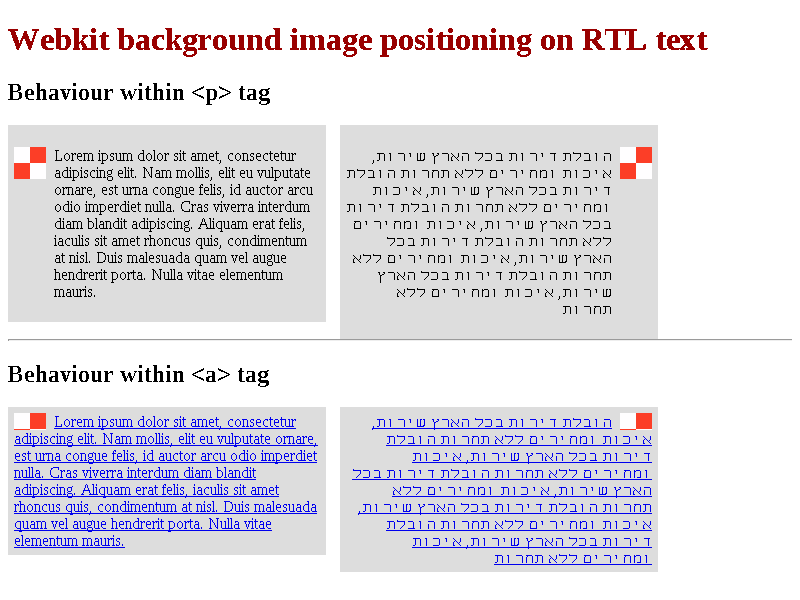 Webkit background image positioning on RTL text
Behaviour within <p> tag
Lorem ipsum dolor sit amet, consectetur
adipiscing elit. Nam mollis, elit eu vulputate
ornare, est urna congue felis, id auctor arcu
odio imperdiet nulla. Cras viverra interdum
diam blandit adipiscing. Aliquam erat felis,
iaculis sit amet rhoncus quis, condimentum
at nisl. Duis malesuada quam vel augue
hendrerit porta. Nulla vitae elementum
mauris.
הובלת דירות בכל הארץ שירות,
איכות ומחירים ללא תחרות הובלת
דירות בכל הארץ שירות, איכות
ומחירים ללא תחרות הובלת דירות
בכל הארץ שירות, איכות ומחירים
ללא תחרות הובלת דירות בכל
הארץ שירות, איכות ומחירים ללא
תחרות הובלת דירות בכל הארץ
שירות, איכות ומחירים ללא
תחרות
Behaviour within <a> tag
Lorem ipsum dolor sit amet, consectetur
adipiscing elit. Nam mollis, elit eu vulputate ornare,
est urna congue felis, id auctor arcu odio imperdiet
nulla. Cras viverra interdum diam blandit
adipiscing. Aliquam erat felis, iaculis sit amet
rhoncus quis, condimentum at nisl. Duis malesuada
quam vel augue hendrerit porta. Nulla vitae
elementum mauris.
הובלת דירות בכל הארץ שירות,
איכות ומחירים ללא תחרות הובלת
דירות בכל הארץ שירות, איכות
ומחירים ללא תחרות הובלת דירות בכל
הארץ שירות, איכות ומחירים ללא
תחרות הובלת דירות בכל הארץ שירות,
איכות ומחירים ללא תחרות הובלת
דירות בכל הארץ שירות, איכות
ומחירים ללא תחרות